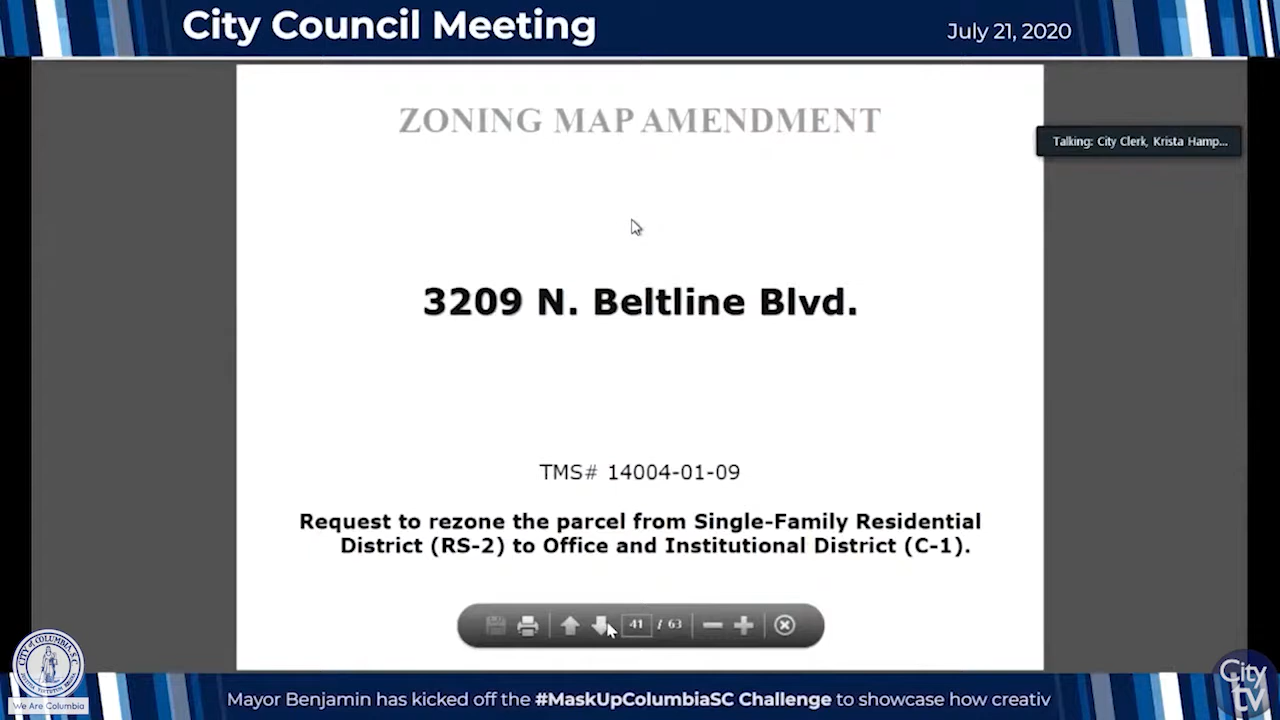 City Council Meeting
July 21, 2020
ZONING MAP AMENDMENT
Talking: City Clerk, Krista Hamp...
3209 N. Beltline Blvd.
TMS# 14004-01-09
Request to rezone the parcel from Single-Family Residential
District (RS-2) to Office and Institutional District (C-1).
41 / 63
CITY OF COLUMBIA, S.C.
We Are Columbia
Mayor Benjamin has kicked off the #MaskUpColumbiaSC Challenge to showcase how creativ
City
TV